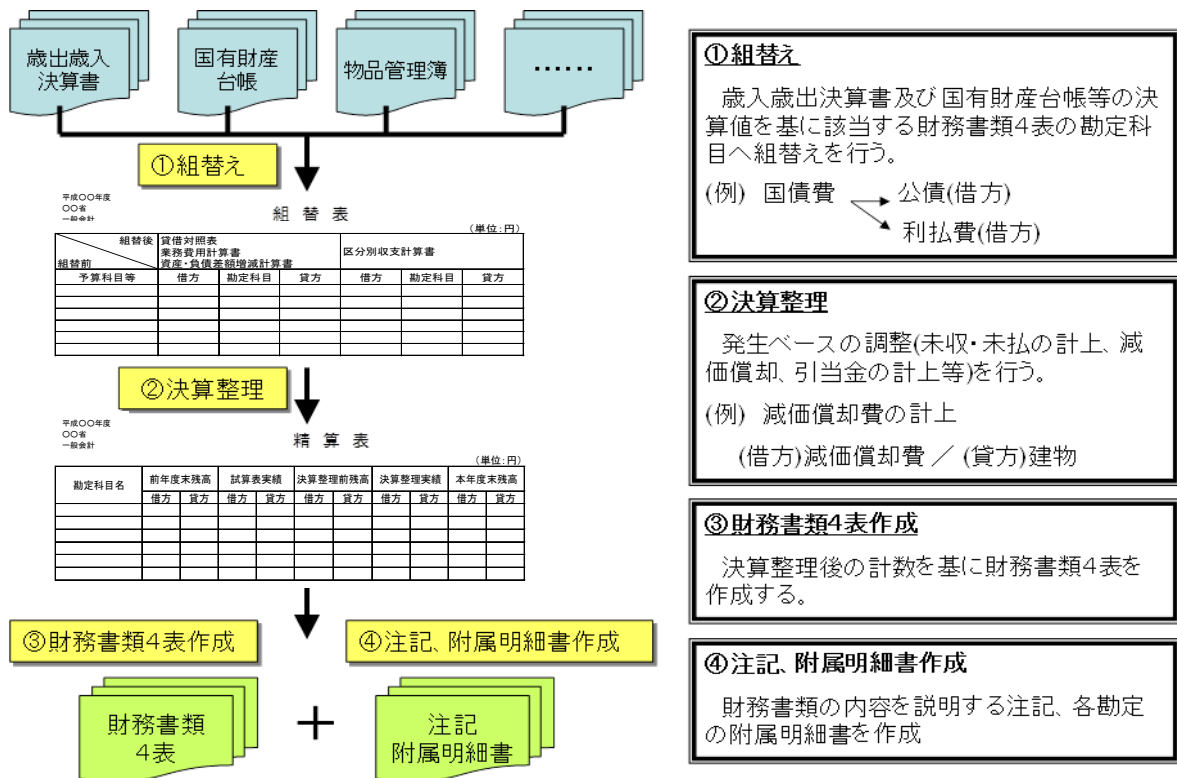 歳出歳入
決算書
国有財産
台帳
物品管理簿
……
①組替え
平成〇〇年度
〇〇省
一般会計
組 替 表
(単位:円)
組替後
組替前
貸借対照表
業務費用計算書
資産・負債差額増減計算書
区分別収支計算書
予算科目等 借方 勘定科目 貸方 借方 勘定科目 貸方
②決算整理
平成〇〇年度
〇〇省
一般会計
精 算 表
(単位:円)
勘定科目名 前年度末残高 試算表実績 決算整理前残高 決算整理実績 本年度末残高
借方 貸方 借方 貸方 借方 貸方 借方 貸方 借方 貸方
③財務書類4表作成
④注記、附属明細書作成
財務書類
4表
+
注記
附属明細書
①組替え
歳入歳出決算書及び国有財産台帳等の決
算値を基に該当する財務書類4表の勘定科
目へ組替えを行う。
(例) 国債費 公債(借方)
利払費(借方)
②決算整理
発生ベースの調整(未収・未払の計上、減
価償却、引当金の計上等)を行う。
(例) 減価償却費の計上
(借方)減価償却費 / (貸方)建物
③財務書類4表作成
決算整理後の計数を基に財務書類4表を
作成する。
④注記、附属明細書作成
財務書類の内容を説明する注記、各勘定
の附属明細書を作成